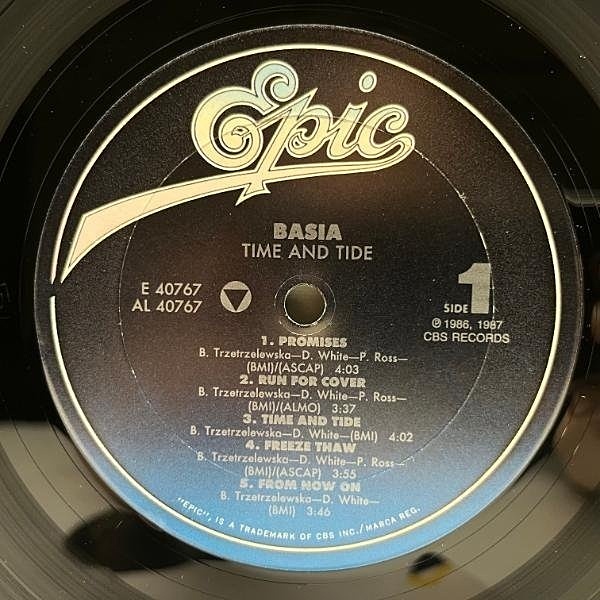 Epic
BASIA
TIME AND TIDE
E 40767
AL 40767
SIDE 1
℗ 1986, 1987
CBS RECORDS
1. PROMISES
B. Trzetrzelewska—D. White—P. Ross—
(BMI)/(ASCAP) 4:03
2. RUN FOR COVER
B. Trzetrzelewska—D. White—P. Ross—
(BMI)/(ALMO) 3:37
3. TIME AND TIDE
B. Trzetrzelewska—D. White—(BMI) 4:02
4. FREEZE THAW
B. Trzetrzelewska—D. White—P. Ross—
(BMI)/(ASCAP) 3:55
5. FROM NOW ON
B. Trzetrzelewska—D. White—
(BMI) 3:46
"EPIC", IS A TRADEMARK OF CBS INC./MARCA REG.